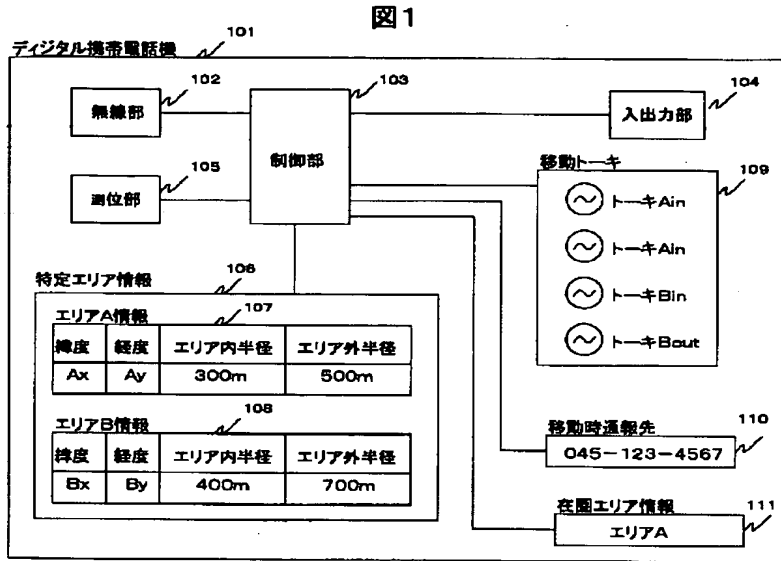 図1
ディジタル携帯電話機
101
102
無線部
103
制御部
104
入出力部
105
測位部
移動トーキ
109
トーキAin
トーキAin
トーキBin
トーキBout
106
特定エリア情報
エリアA情報
107
緯度 経度 エリア内半径 エリア外半径
Ax Ay 300m 500m
エリアB情報
108
緯度 経度 エリア内半径 エリア外半径
Bx By 400m 700m
移動時通報先
110
045-123-4567
在圏エリア情報
111
エリアA